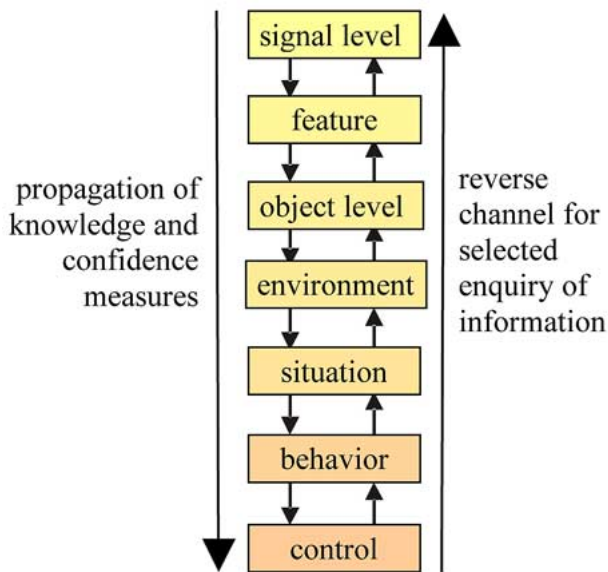 signal level
feature
object level
environment
situation
behavior
control
propagation of
knowledge and
confidence
measures
reverse
channel for
selected
enquiry of
information